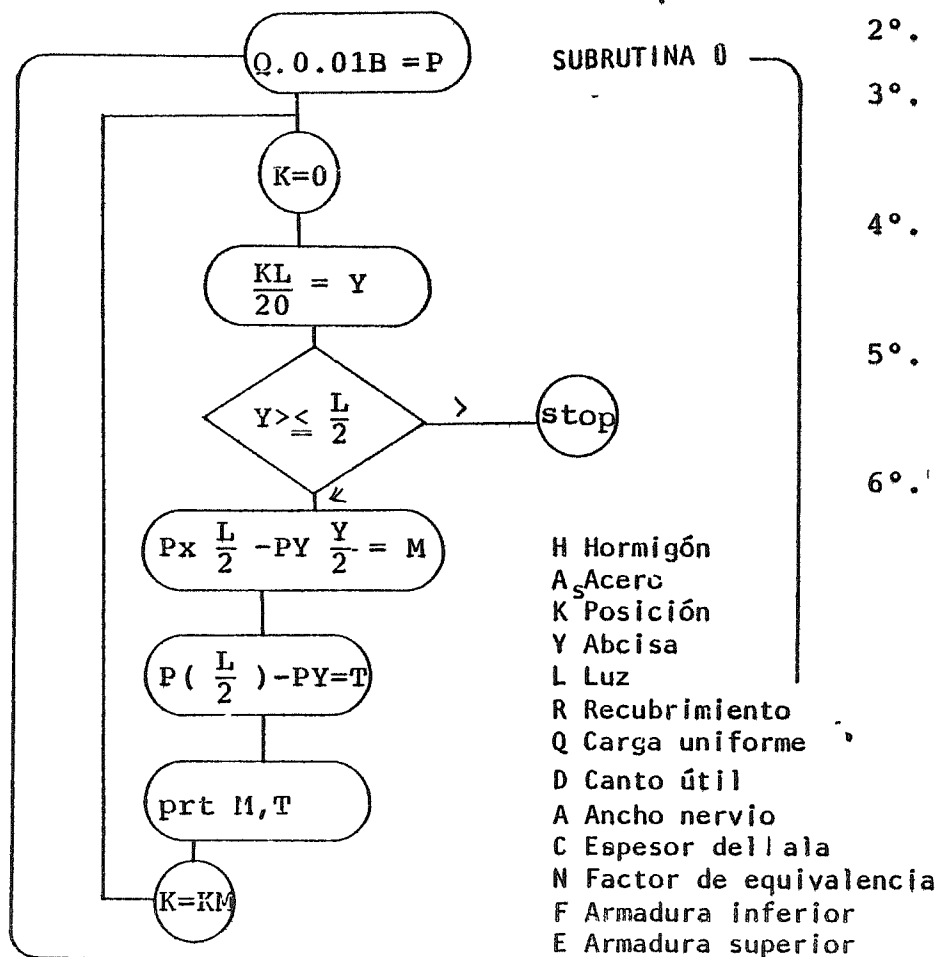 Q.0.01B = P
SUBRUTINA 0
K=0
KL/20 = Y
Y>≤ L/2
>
stop
≤
Px L/2 -PY Y/2 = M
P( L/2 )-PY=T
prt M,T
K=KM
2°.
3°.
4°.
5°.
6°.
H Hormigón
As Acero
K Posición
Y Abcisa
L Luz
R Recubrimiento
Q Carga uniforme
D Canto útil
A Ancho nervio
C Espesor del ala
N Factor de equivalencia
F Armadura inferior
E Armadura superior